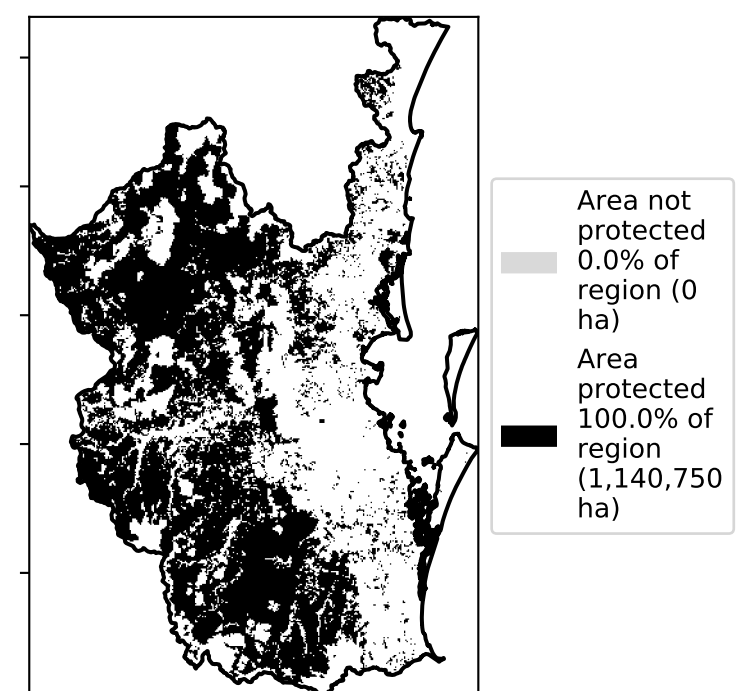 Area not
protected
0.0% of
region (0
ha)
Area
protected
100.0% of
region
(1,140,750
ha)